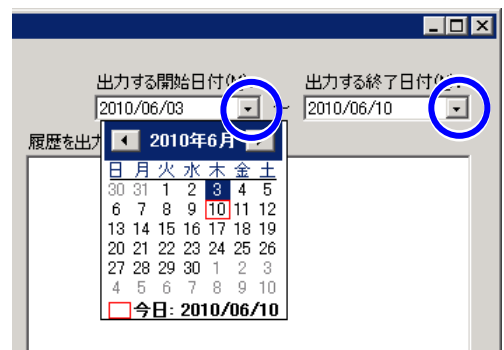 出力する開始日付 出力する終了日付
2010/06/03 ~ 2010/06/10
履歴を出力
2010年6月
日 月 火 水 木 金 土
30 31 1 2 3 4 5
6 7 8 9 10 11 12
13 14 15 16 17 18 19
20 21 22 23 24 25 26
27 28 29 30 1 2 3
4 5 6 7 8 9 10
今日: 2010/06/10